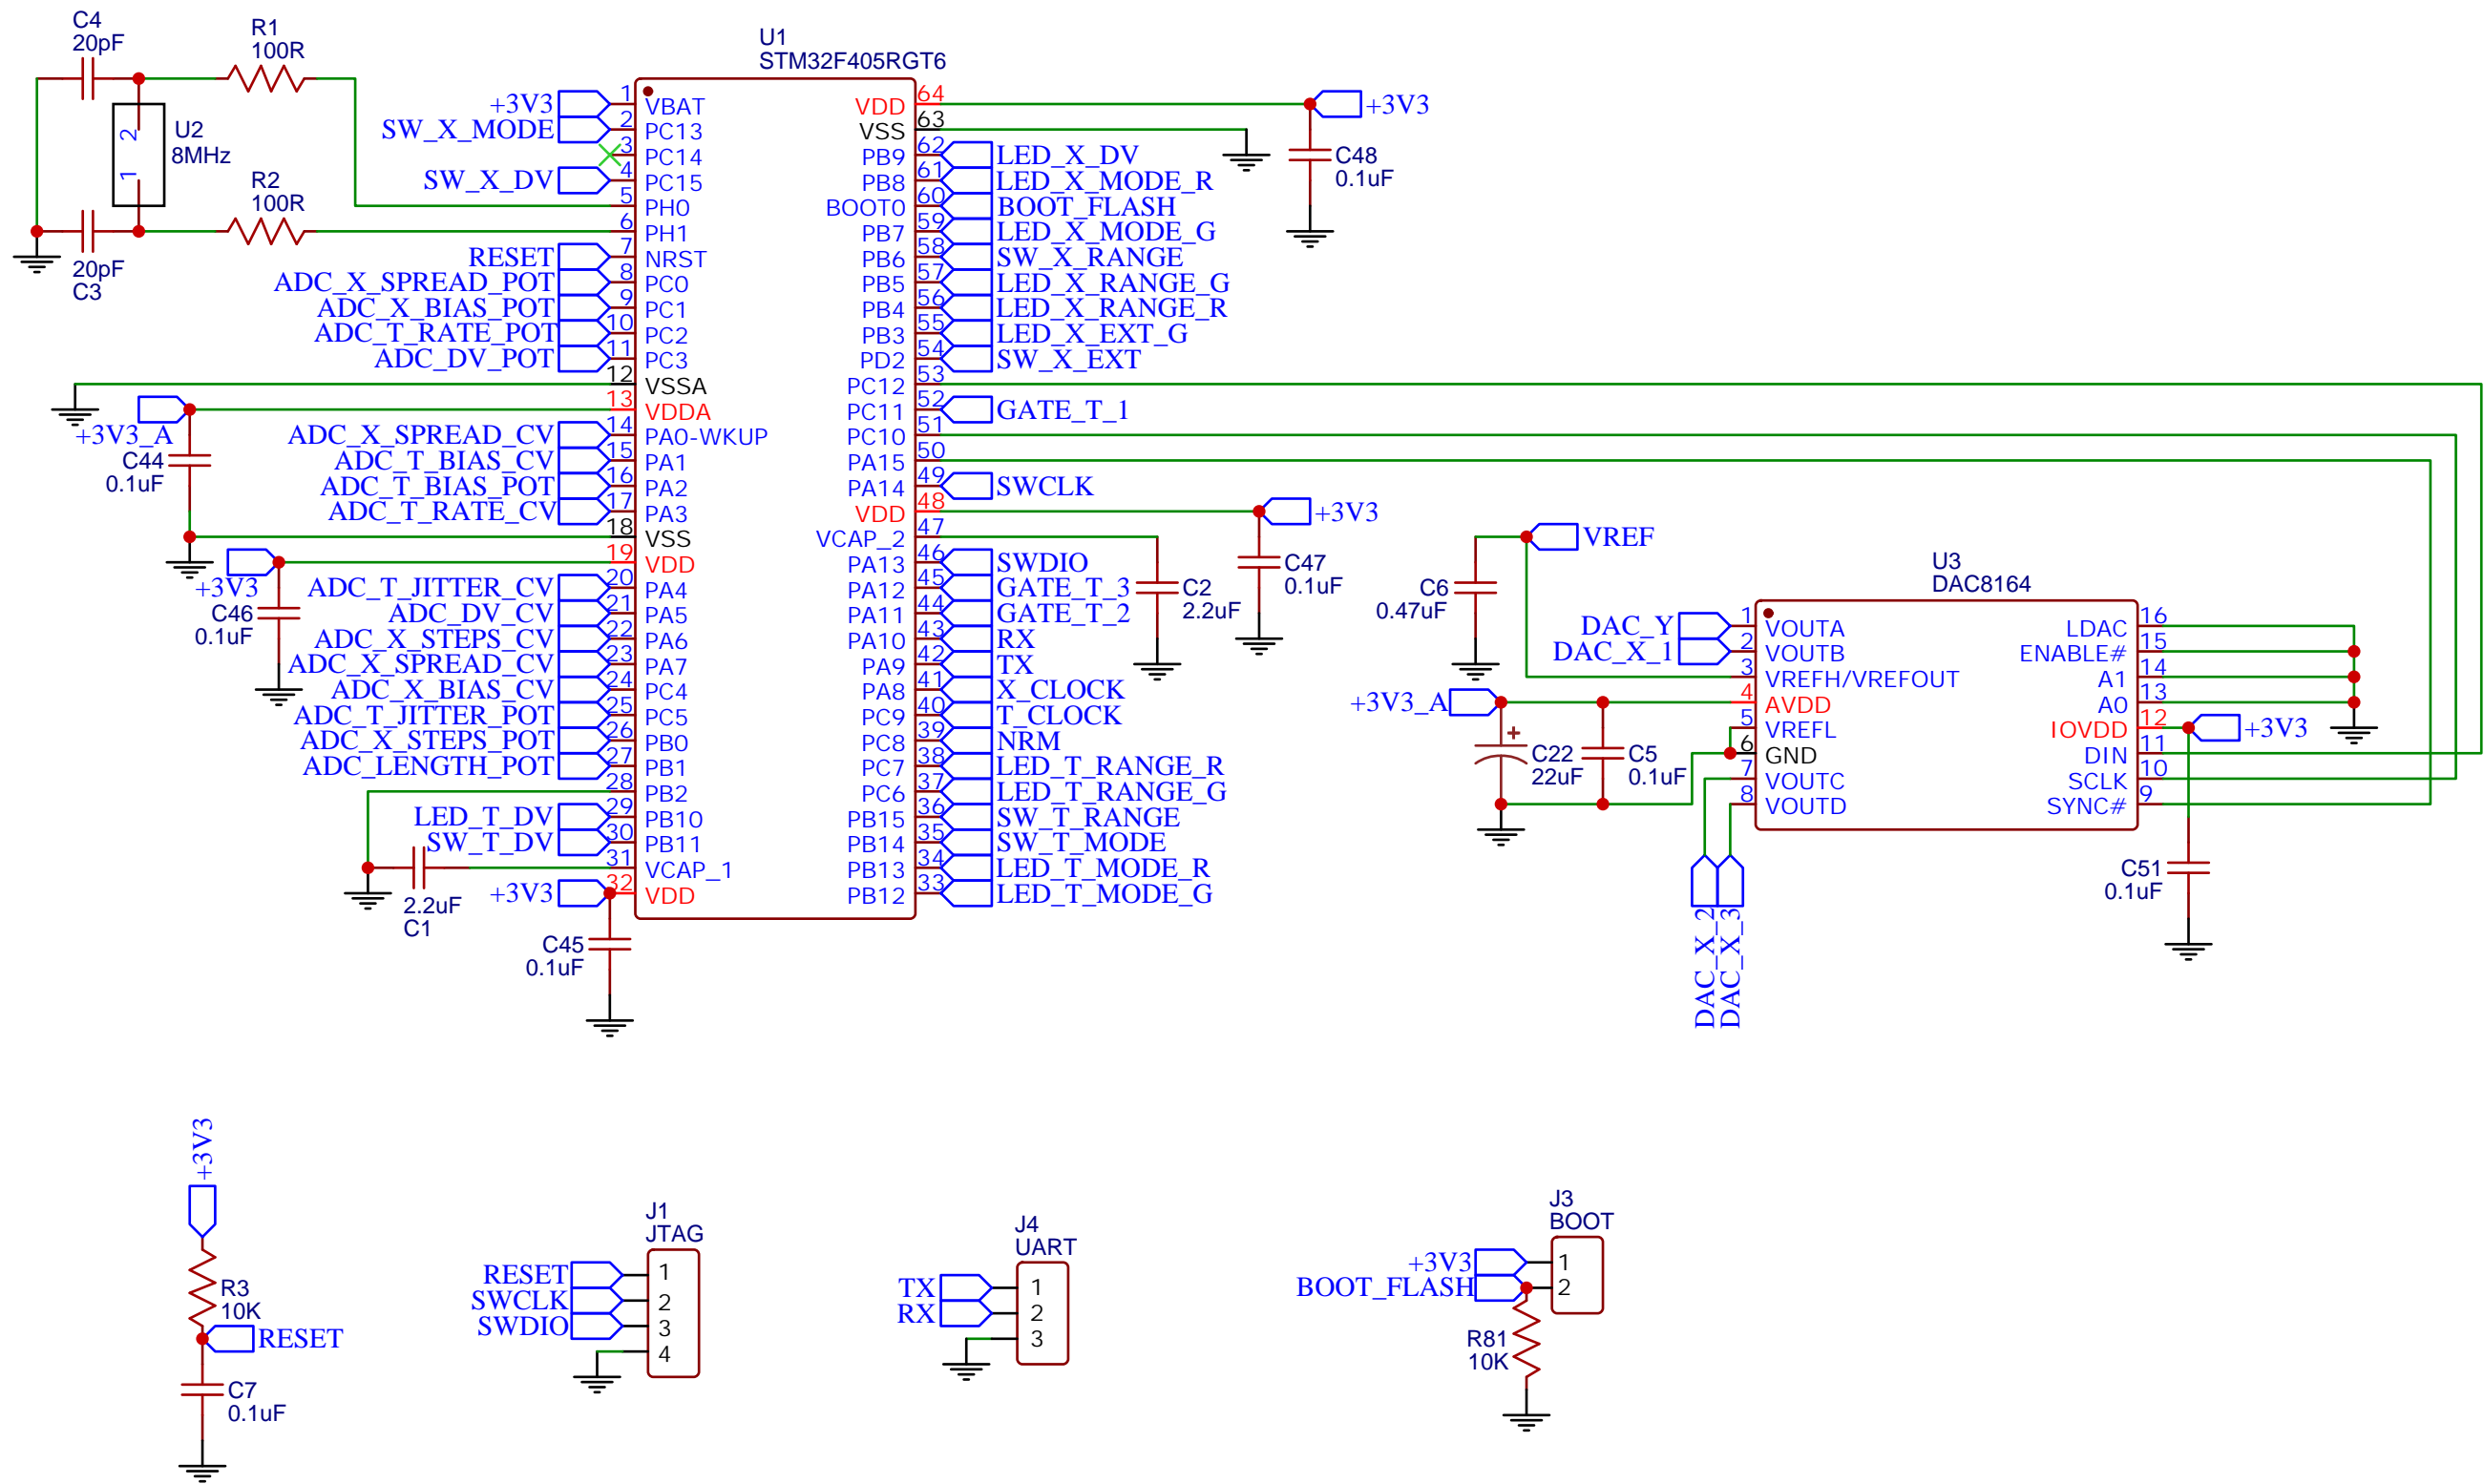 C4
20pF
R1
100R
U2
8MHz
2
1
R2
100R
20pF
C3
U1
STM32F405RGT6
+3V3 1 VBAT
SW_X_MODE 2 PC13
3 PC14
SW_X_DV 4 PC15
5 PH0
6 PH1
RESET 7 NRST
ADC_X_SPREAD_POT 8 PC0
ADC_X_BIAS_POT 9 PC1
ADC_T_RATE_POT 10 PC2
ADC_DV_POT 11 PC3
12 VSSA
+3V3_A 13 VDDA
C44
0.1uF
ADC_X_SPREAD_CV 14 PA0-WKUP
ADC_T_BIAS_CV 15 PA1
ADC_T_BIAS_POT 16 PA2
ADC_T_RATE_CV 17 PA3
18 VSS
+3V3 19 VDD
C46
0.1uF
ADC_T_JITTER_CV 20 PA4
ADC_DV_CV 21 PA5
ADC_X_STEPS_CV 22 PA6
ADC_X_SPREAD_CV 23 PA7
ADC_X_BIAS_CV 24 PC4
ADC_T_JITTER_POT 25 PC5
ADC_X_STEPS_POT 26 PB0
ADC_LENGTH_POT 27 PB1
28 PB2
LED_T_DV 29 PB10
SW_T_DV 30 PB11
31 VCAP_1
2.2uF
C1
+3V3 32 VDD
C45
0.1uF
VDD 64 +3V3
C48
0.1uF
VSS 63
PB9 62 LED_X_DV
PB8 61 LED_X_MODE_R
BOOT0 60 BOOT_FLASH
PB7 59 LED_X_MODE_G
PB6 58 SW_X_RANGE
PB5 57 LED_X_RANGE_G
PB4 56 LED_X_RANGE_R
PB3 55 LED_X_EXT_G
PD2 54 SW_X_EXT
PC12 53
PC11 52 GATE_T_1
PC10 51
PA15 50
PA14 49 SWCLK
VDD 48 +3V3
C47
0.1uF
VCAP_2 47
C2
2.2uF
PA13 46 SWDIO
PA12 45 GATE_T_3
PA11 44 GATE_T_2
PA10 43 RX
PA9 42 TX
PA8 41 X_CLOCK
PC9 40 T_CLOCK
PC8 39 NRM
PC7 38 LED_T_RANGE_R
PC6 37 LED_T_RANGE_G
PB15 36 SW_T_RANGE
PB14 35 SW_T_MODE
PB13 34 LED_T_MODE_R
PB12 33 LED_T_MODE_G
VREF
C6
0.47uF
U3
DAC8164
DAC_Y 1 VOUTA
DAC_X_1 2 VOUTB
3 VREFH/VREFOUT
+3V3_A 4 AVDD
5 VREFL
6 GND
7 VOUTC
8 VOUTD
+
C22
22uF
C5
0.1uF
LDAC 16
ENABLE# 15
A1 14
A0 13
IOVDD 12 +3V3
DIN 11
SCLK 10
SYNC# 9
C51
0.1uF
DAC_X_2
DAC_X_3
+3V3
R3
10K
RESET
C7
0.1uF
J1
JTAG
RESET 1
SWCLK 2
SWDIO 3
4
J4
UART
TX 1
RX 2
3
J3
BOOT
+3V3 1
BOOT_FLASH 2
R81
10K